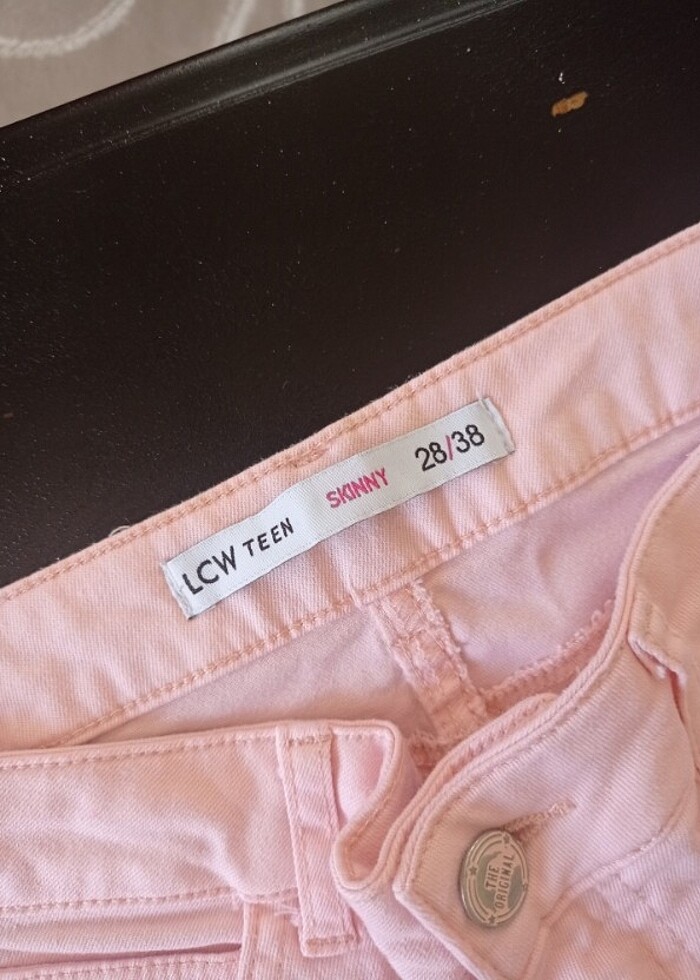 LCW TEEN SKINNY 28/38
THE
ORIGINAL